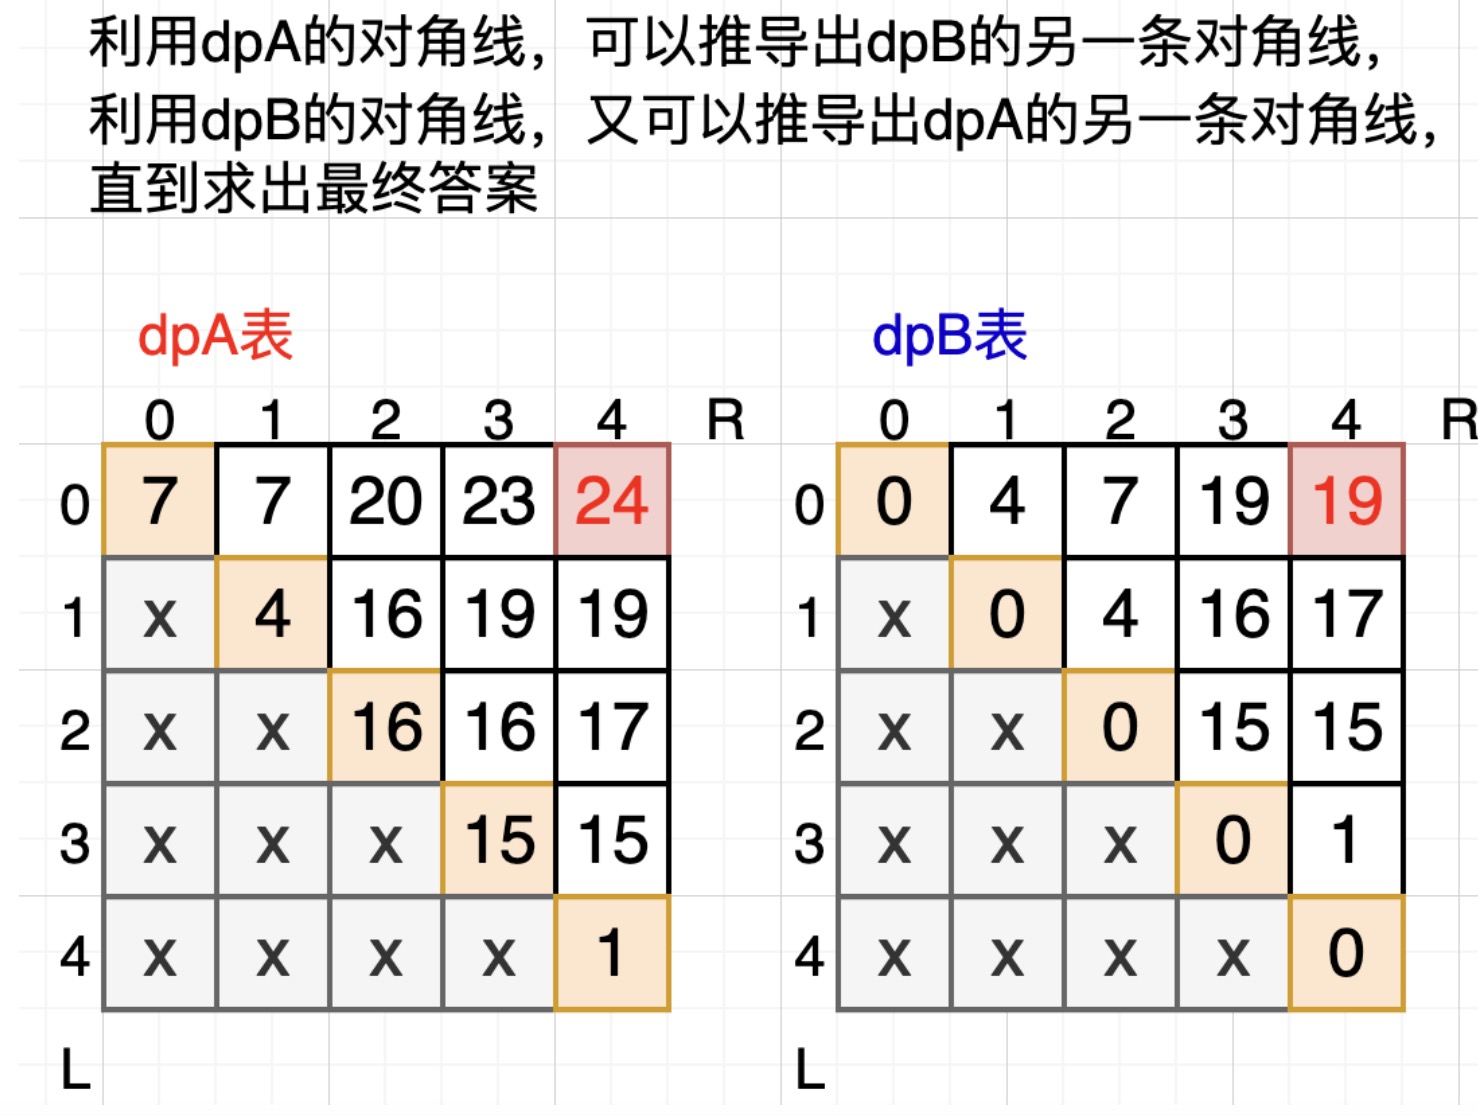 利用dpA的对角线，可以推导出dpB的另一条对角线，
利用dpB的对角线，又可以推导出dpA的另一条对角线，
直到求出最终答案
dpA表 dpB表
0 1 2 3 4 R 0 1 2 3 4 R
0 7 7 20 23 24 0 0 4 7 19 19
1 x 4 16 19 19 1 x 0 4 16 17
2 x x 16 16 17 2 x x 0 15 15
3 x x x 15 15 3 x x x 0 1
4 x x x x 1 4 x x x x 0
L L